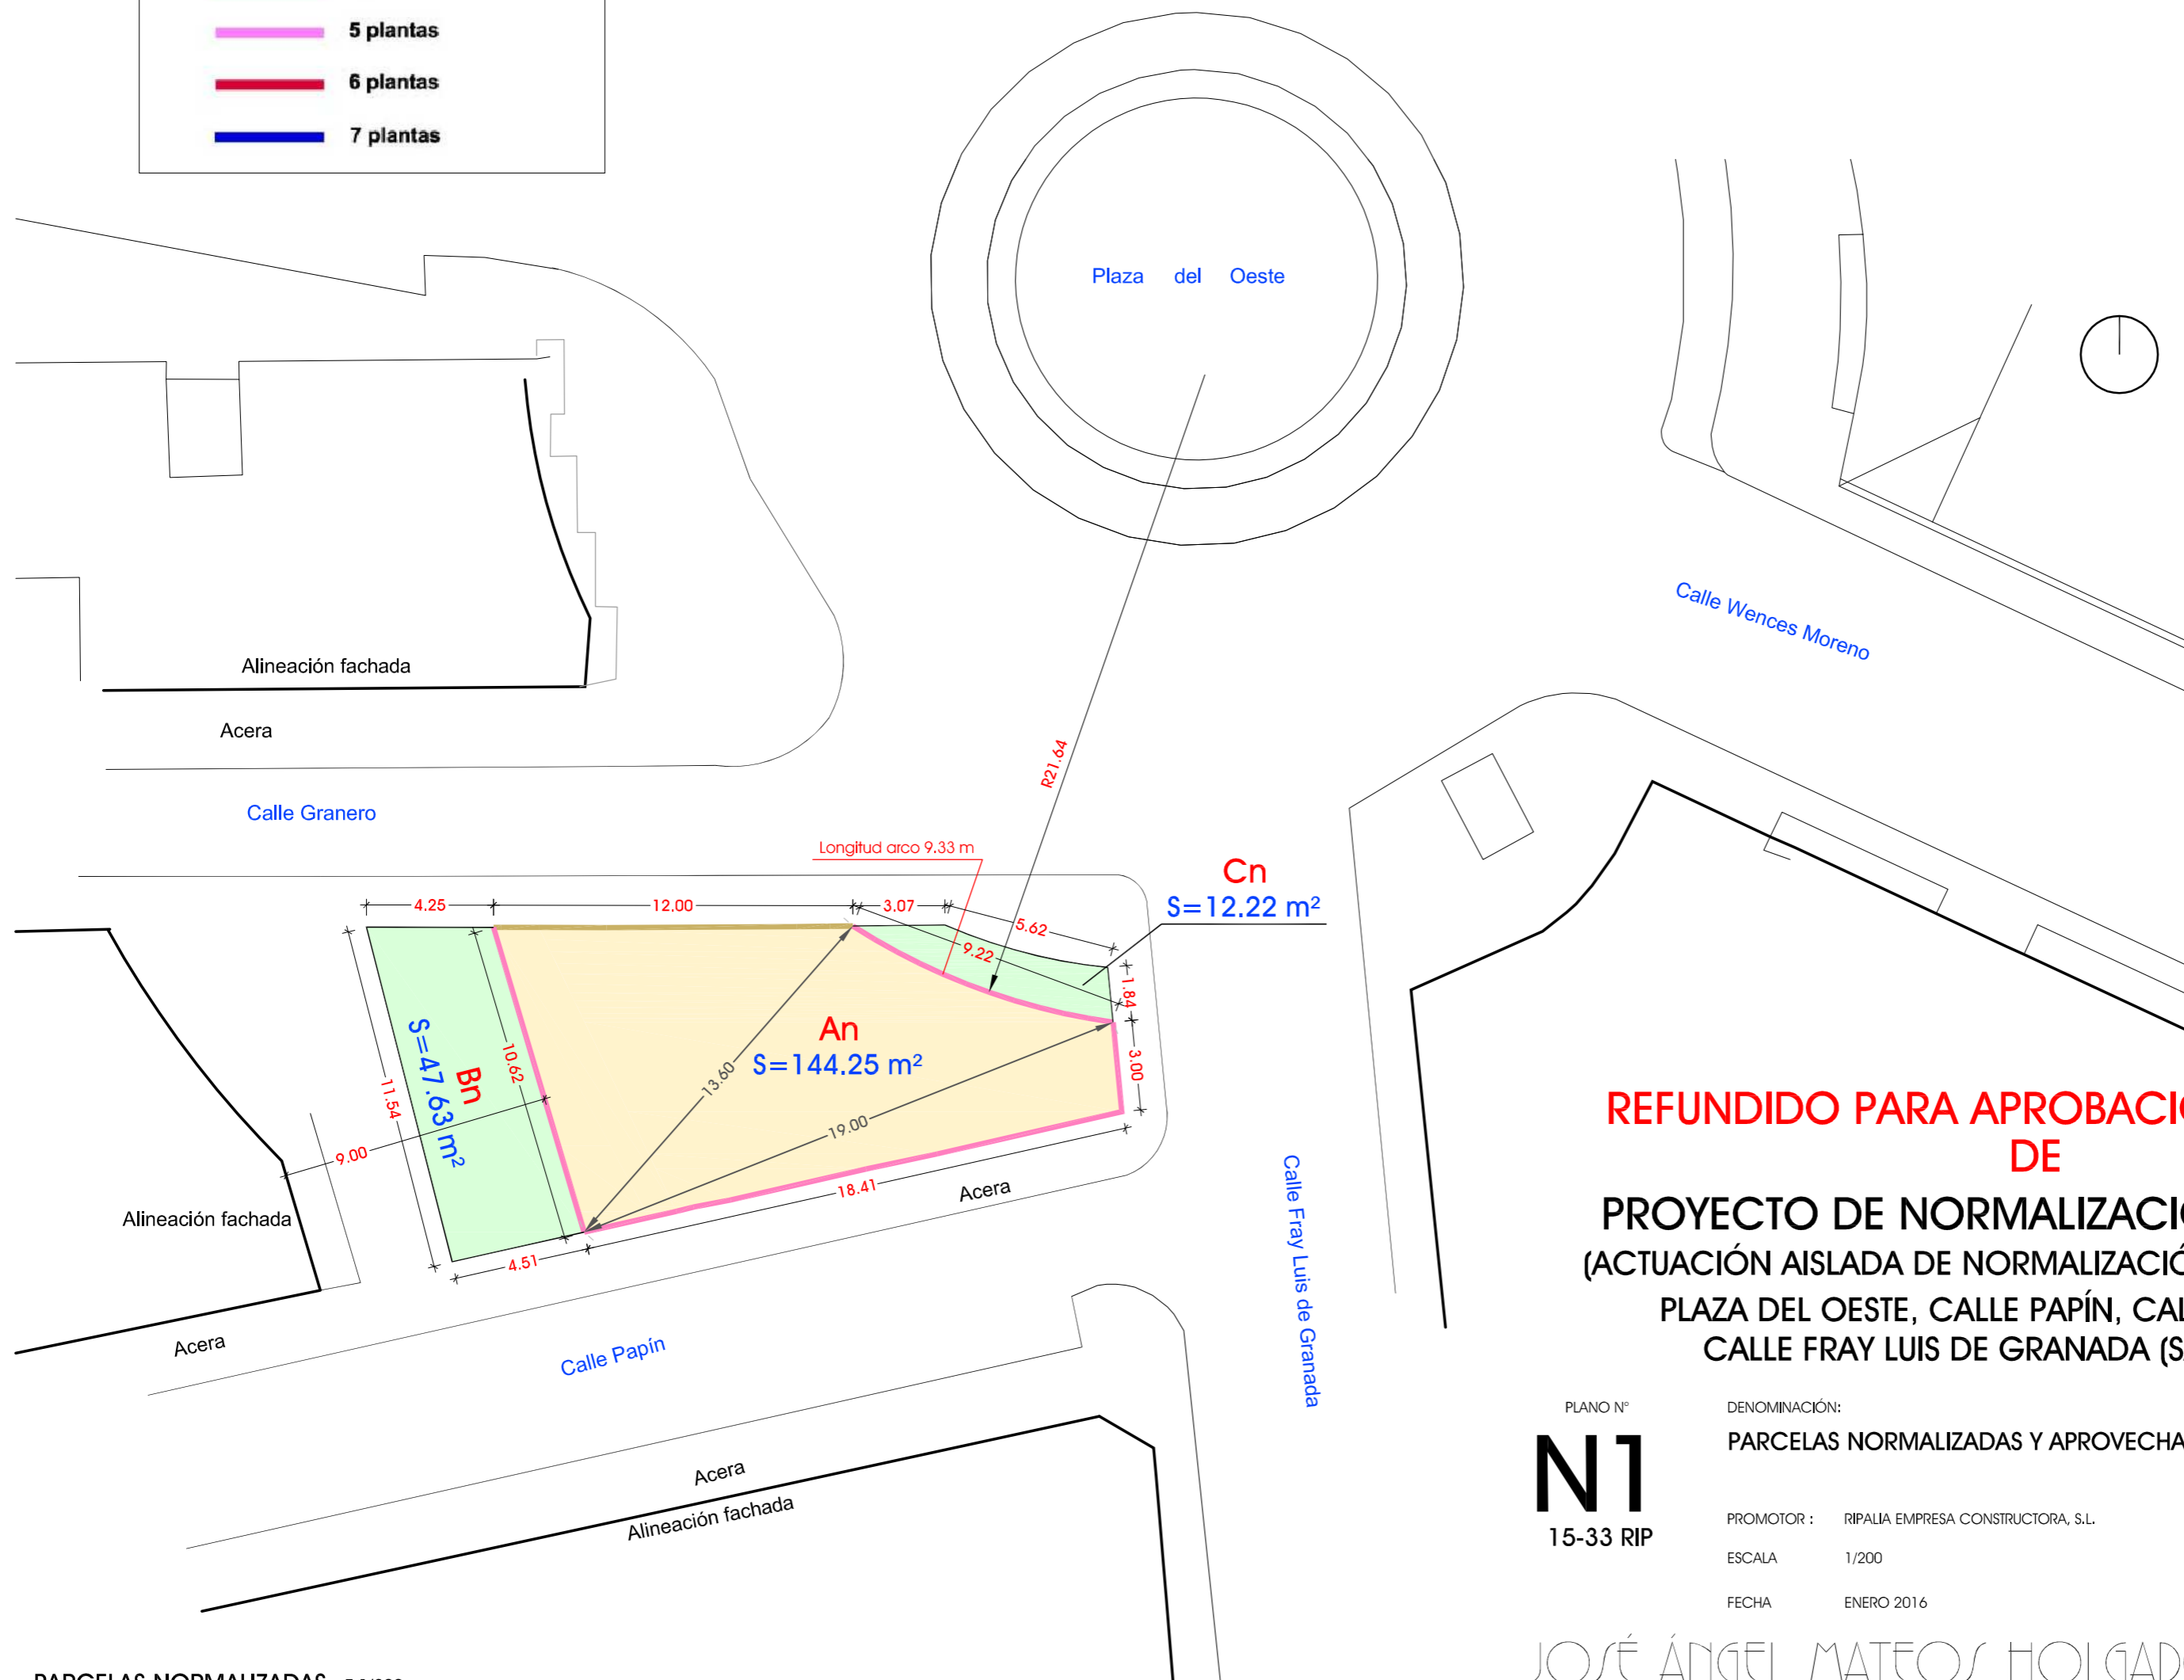 5 plantas
6 plantas
7 plantas
Plaza del Oeste
Calle Wences Moreno
Alineación fachada
Acera
Calle Granero
R21.64
Longitud arco 9.33 m
Cn
S=12.22 m²
4.25
12.00
3.07
5.62
9.22
1.84
3.00
An
S=144.25 m²
Bn
S=47.63 m²
10.62
11.54
13.60
19.00
9.00
18.41
4.51
Acera
Alineación fachada
Acera
Calle Papín
Calle Fray Luis de Granada
Acera
Alineación fachada
REFUNDIDO PARA APROBACI
DE
PROYECTO DE NORMALIZACI
(ACTUACIÓN AISLADA DE NORMALIZACIÓ
PLAZA DEL OESTE, CALLE PAPÍN, CAL
CALLE FRAY LUIS DE GRANADA (S
PLANO Nº
N1
15-33 RIP
DENOMINACIÓN:
PARCELAS NORMALIZADAS Y APROVECHA
PROMOTOR : RIPALIA EMPRESA CONSTRUCTORA, S.L.
ESCALA 1/200
FECHA ENERO 2016
JOSÉ ÁNGEL MATEOS HOLGAD
PARCELAS NORMALIZADAS